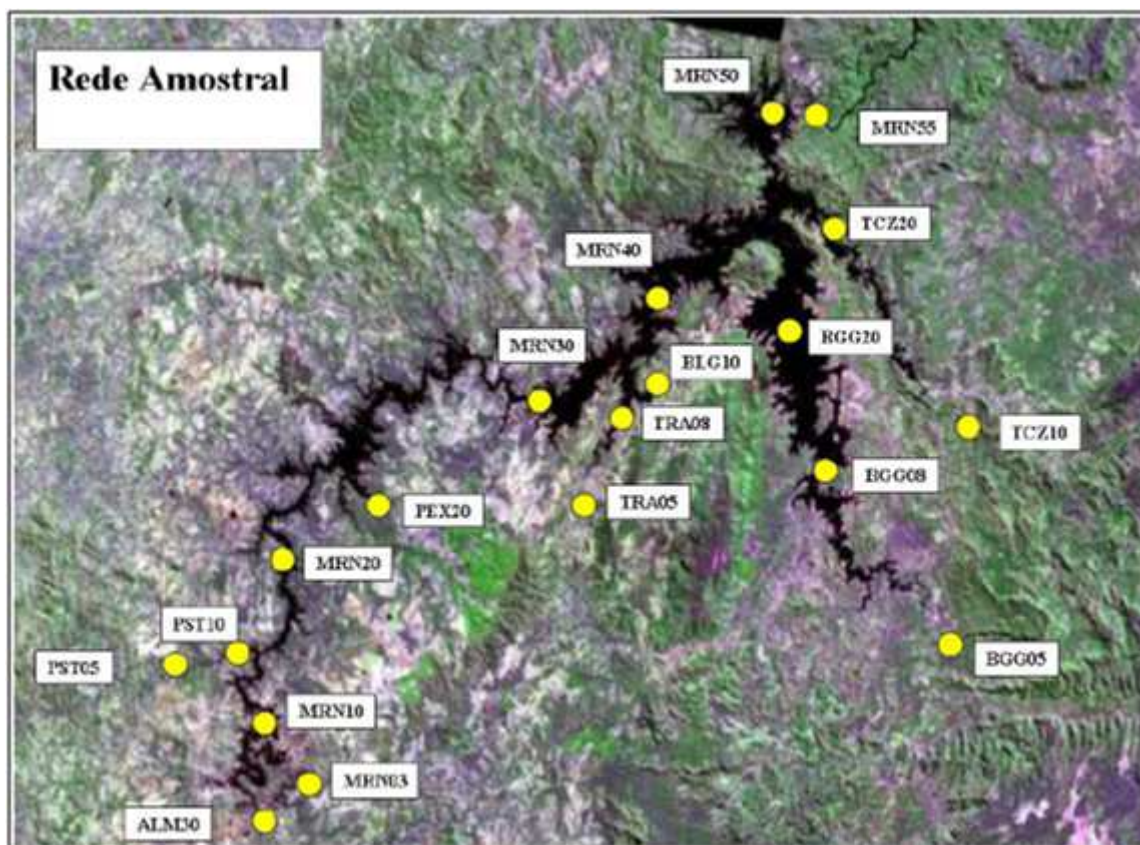 Rede Amostral
MRN50
MRN55
TCZ20
MRN40
BGG20
MRN30
BLG10
TRA08
TCZ10
BGG08
PEX20
TRA05
MRN20
PST10
PST05
BGG05
MRN10
MRN03
ALM30